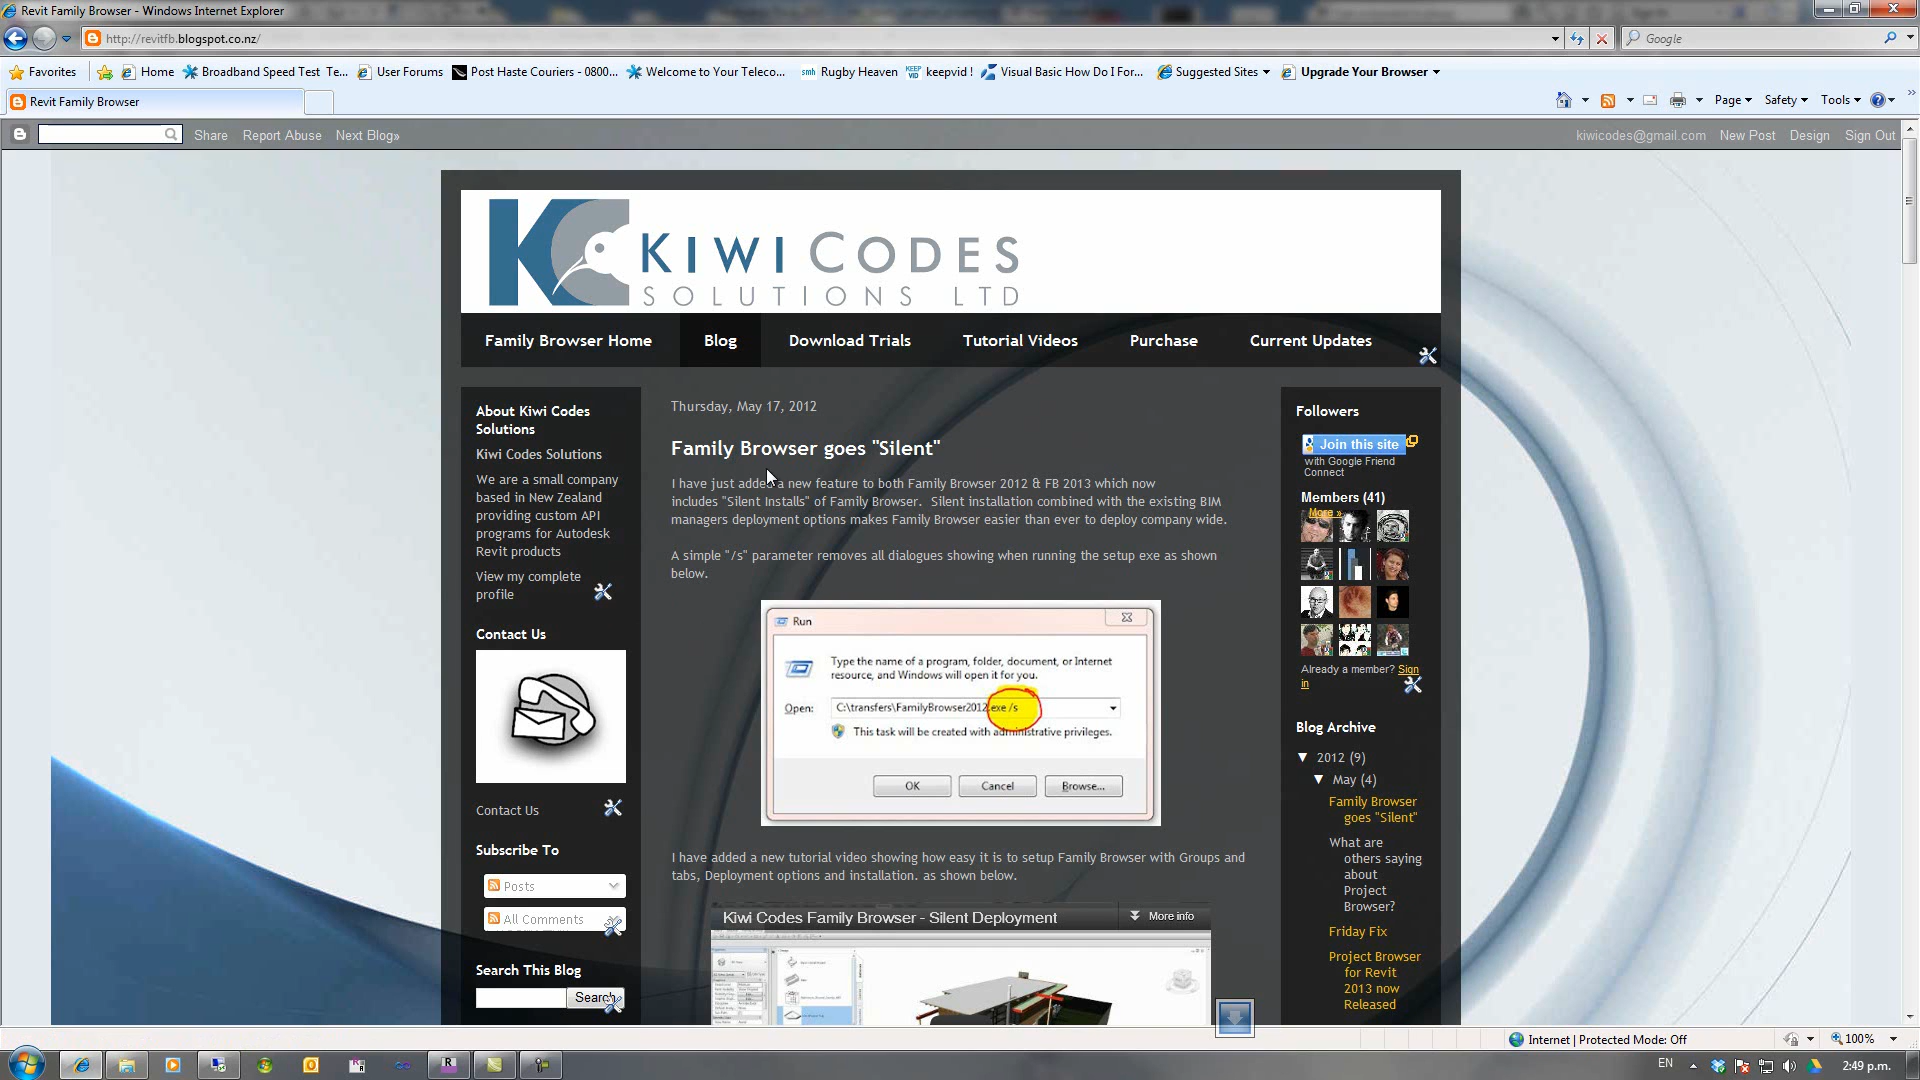 Revit Family Browser - Windows Internet Explorer
http://revitfb.blogspot.co.nz/
Google
Favorites
Home
Broadband Speed Test Te...
User Forums
Post Haste Couriers - 0800...
Welcome to Your Teleco...
smh
Rugby Heaven
KEEP VID
keepvid !
Visual Basic How Do I For...
Suggested Sites
Upgrade Your Browser
Revit Family Browser
Page
Safety
Tools
Share
Report Abuse
Next Blog»
kiwicodes@gmail.com
New Post
Design
Sign Out
KC
KIWI CODES
SOLUTIONS LTD
Family Browser Home
Blog
Download Trials
Tutorial Videos
Purchase
Current Updates
About Kiwi Codes
Solutions
Kiwi Codes Solutions
We are a small company
based in New Zealand
providing custom API
programs for Autodesk
Revit products
View my complete
profile
Contact Us
Contact Us
Subscribe To
Posts
All Comments
Search This Blog
Search
Thursday, May 17, 2012
Family Browser goes "Silent"
I have just added a new feature to both Family Browser 2012 & FB 2013 which now
includes "Silent Installs" of Family Browser. Silent installation combined with the existing BIM
managers deployment options makes Family Browser easier than ever to deploy company wide.
A simple "/s" parameter removes all dialogues showing when running the setup exe as shown
below.
Run
Type the name of a program, folder, document, or Internet
resource, and Windows will open it for you.
Open:
C:\transfers\FamilyBrowser2012.exe /s
This task will be created with administrative privileges.
OK
Cancel
Browse...
I have added a new tutorial video showing how easy it is to setup Family Browser with Groups and
tabs, Deployment options and installation. as shown below.
Kiwi Codes Family Browser - Silent Deployment
More info
Followers
Join this site
with Google Friend
Connect
Members (41)
More »
Already a member? Sign
in
Blog Archive
▼ 2012 (9)
▼ May (4)
Family Browser
goes "Silent"
What are
others saying
about
Project
Browser?
Friday Fix
Project Browser
for Revit
2013 now
Released
Internet | Protected Mode: Off
100%
EN
2:49 p.m.